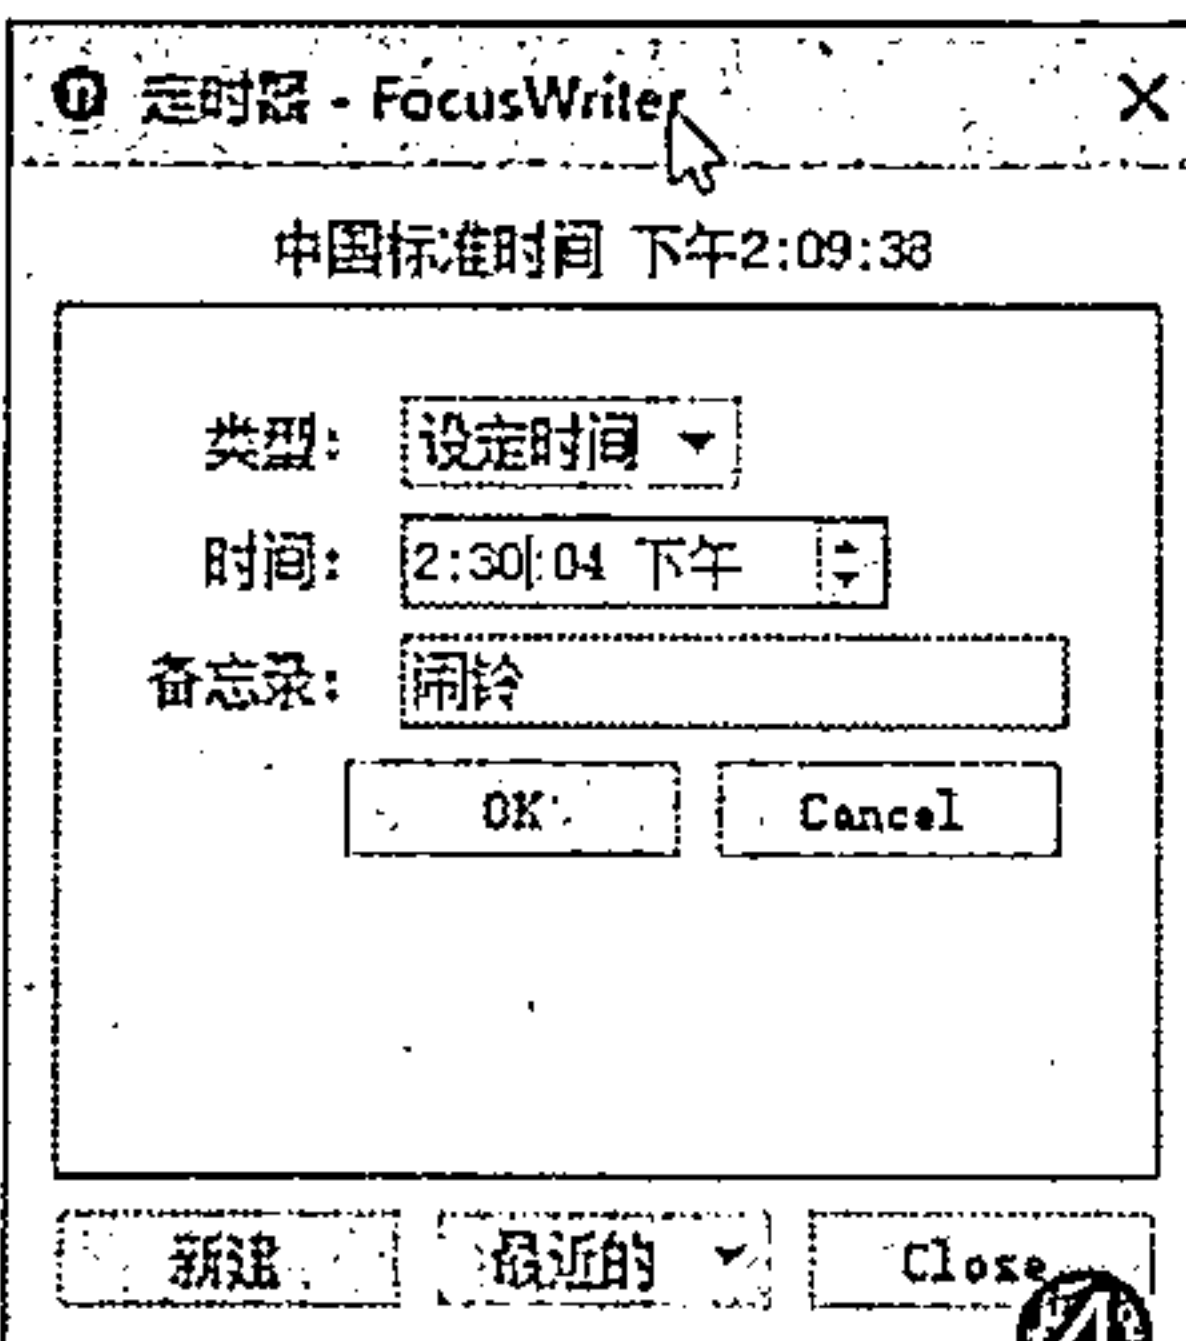 定时器 - FocusWriter
中国标准时间 下午2:09:38
类型: 设定时间
时间: 2:30:04 下午
备忘录: 闹铃
OK Cancel
新建 最近的 Close
4